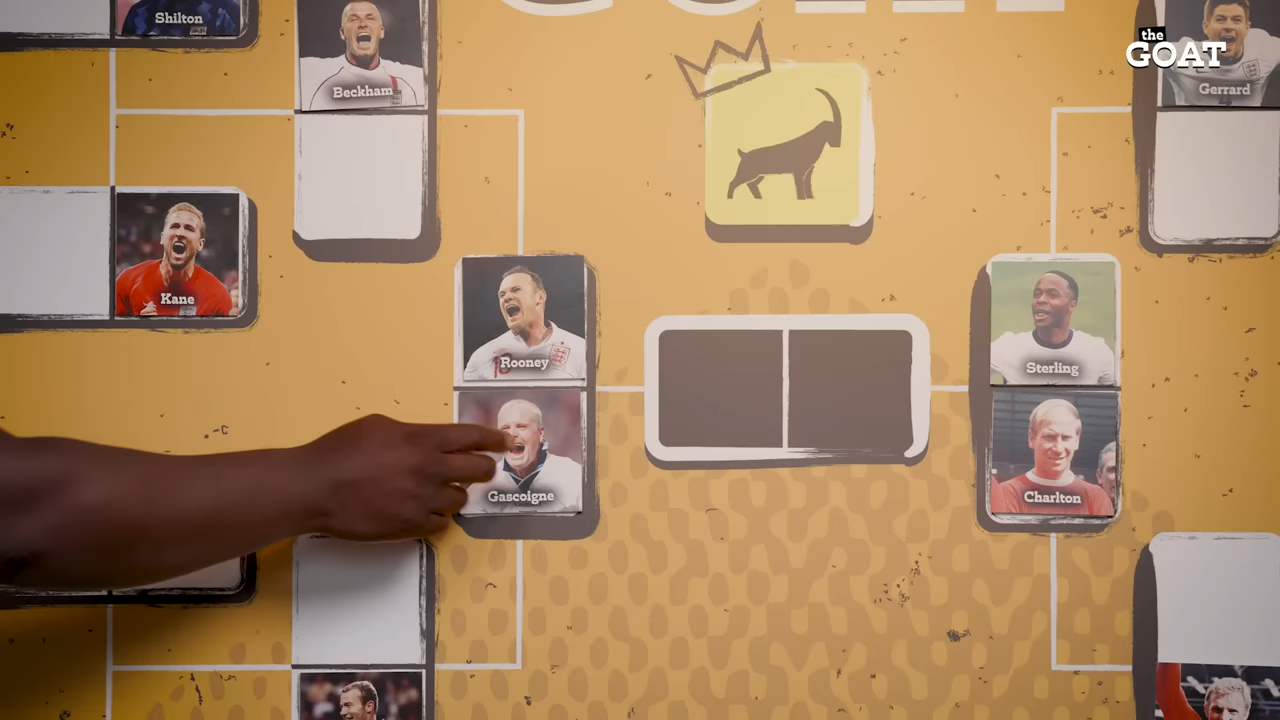 Shilton
Beckham
the
GOAT
Gerrard
Kane
Rooney
Sterling
Gascoigne
Charlton